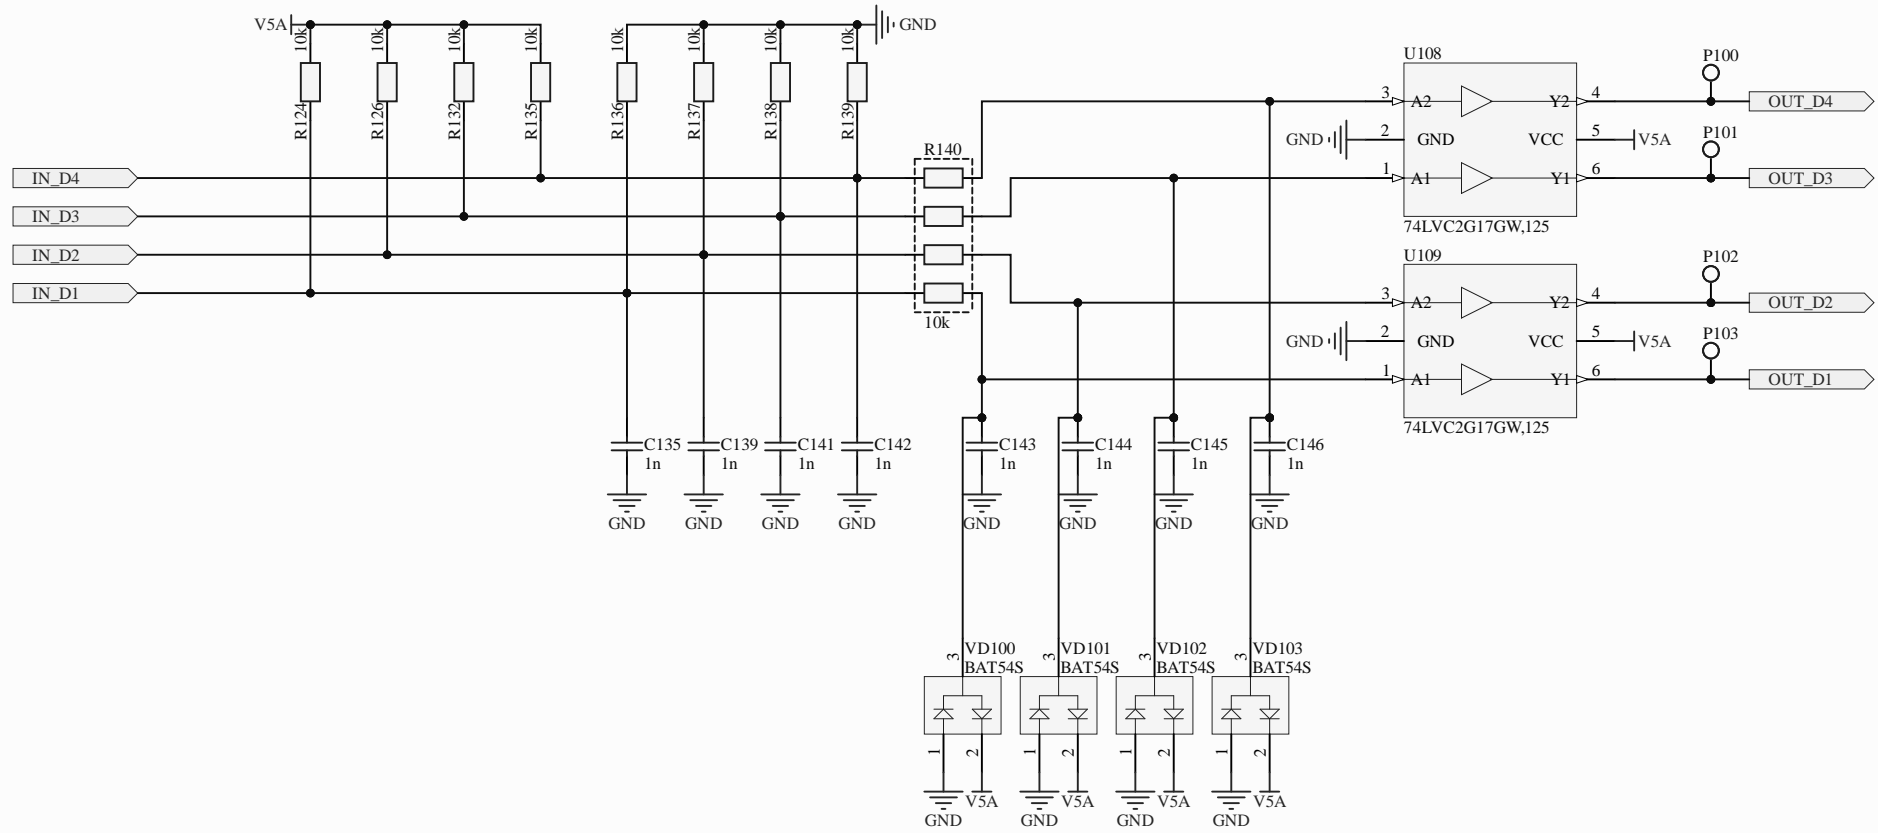 V5A
10k
10k
10k
10k
10k
10k
10k
10k
GND
R124
R126
R132
R135
R136
R137
R138
R139
IN_D4
IN_D3
IN_D2
IN_D1
R140
10k
U108
3 A2 Y2 4
GND 2 GND VCC 5 V5A
1 A1 Y1 6
74LVC2G17GW,125
P100
OUT_D4
P101
OUT_D3
U109
3 A2 Y2 4
GND 2 GND VCC 5 V5A
1 A1 Y1 6
74LVC2G17GW,125
P102
OUT_D2
P103
OUT_D1
C135
1n
GND
C139
1n
GND
C141
1n
GND
C142
1n
GND
C143
1n
GND
C144
1n
GND
C145
1n
GND
C146
1n
GND
3
VD100
BAT54S
1 2
GND V5A
3
VD101
BAT54S
1 2
GND V5A
3
VD102
BAT54S
1 2
GND V5A
3
VD103
BAT54S
1 2
GND V5A